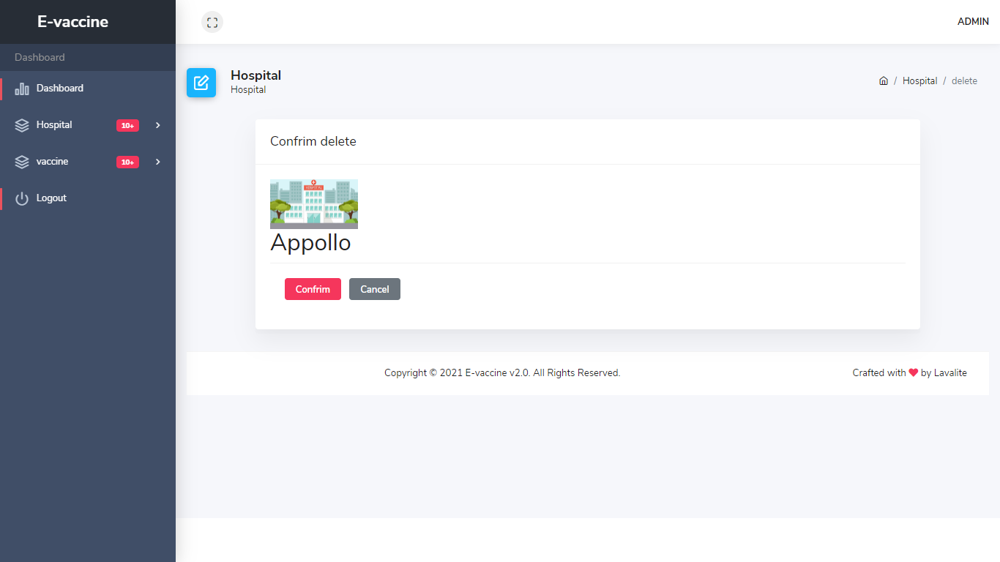 E-vaccine
ADMIN
Dashboard
Dashboard
Hospital 10+
vaccine 10+
Logout
Hospital
Hospital
/ Hospital / delete
Confrim delete
HOSPITAL
Appollo
Confrim Cancel
Copyright © 2021 E-vaccine v2.0. All Rights Reserved.
Crafted with ♥ by Lavalite